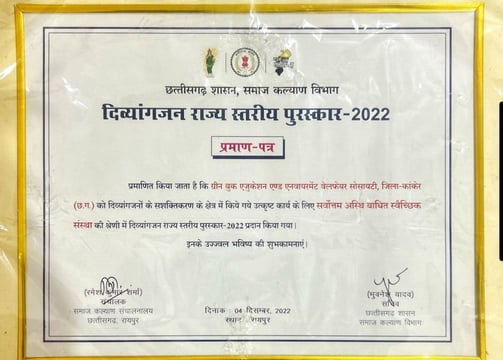 छत्तीसगढ़ शासन, समाज कल्याण विभाग
दिव्यांगजन राज्य स्तरीय पुरस्कार-2022
प्रमाण-पत्र
प्रमाणित किया जाता है कि ग्रीन बुक एजुकेशन एण्ड एनवायरमेंट वेलफेयर सोसायटी, जिला-कांकेर
(छ.ग.) को दिव्यांगजनों के सशक्तिकरण के क्षेत्र में किये गये उत्कृष्ट कार्य के लिए सर्वोत्तम अस्थि बाधित स्वैच्छिक
संस्था की श्रेणी में दिव्यांगजन राज्य स्तरीय पुरस्कार-2022 प्रदान किया गया।
इनके उज्ज्वल भविष्य की शुभकामनाएं।
(रमेश कुमार शर्मा)
संचालक
समाज कल्याण संचालनालय
छत्तीसगढ़, रायपुर
दिनांक : 04 दिसम्बर, 2022
स्थान : रायपुर
(भुवनेश यादव)
सचिव
छत्तीसगढ़ शासन
समाज कल्याण विभाग